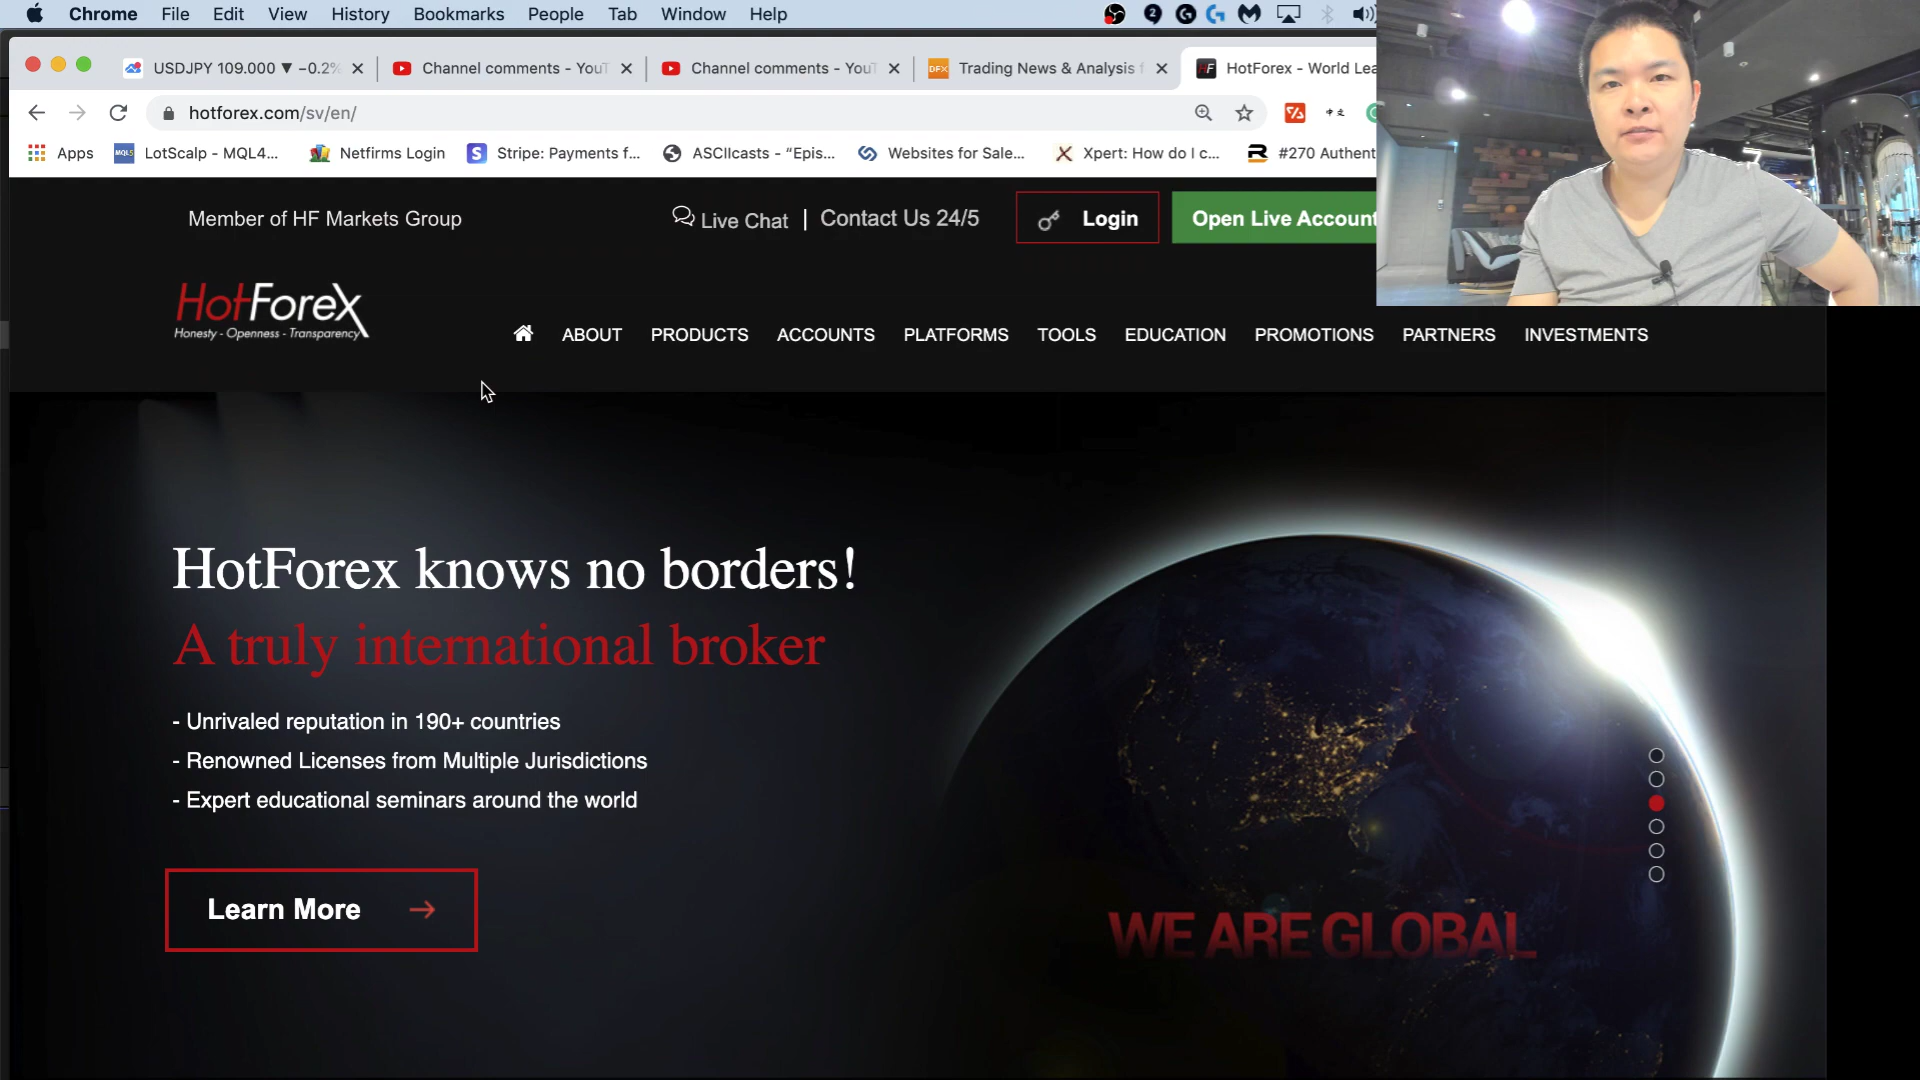 Chrome File Edit View History Bookmarks People Tab Window Help
USDJPY 109.000 ▼ −0.2% Channel comments - YouT Channel comments - YouT Trading News & Analysis f HotForex - World Lea
hotforex.com/sv/en/
Apps LotScalp - MQL4... Netfirms Login Stripe: Payments f... ASCIIcasts - “Epis... Websites for Sale... Xpert: How do I c... #270 Authent
Member of HF Markets Group Live Chat | Contact Us 24/5 Login Open Live Account
HotForex
Honesty - Openness - Transparency
ABOUT PRODUCTS ACCOUNTS PLATFORMS TOOLS EDUCATION PROMOTIONS PARTNERS INVESTMENTS
HotForex knows no borders!
A truly international broker
- Unrivaled reputation in 190+ countries
- Renowned Licenses from Multiple Jurisdictions
- Expert educational seminars around the world
Learn More →
WE ARE GLOBAL